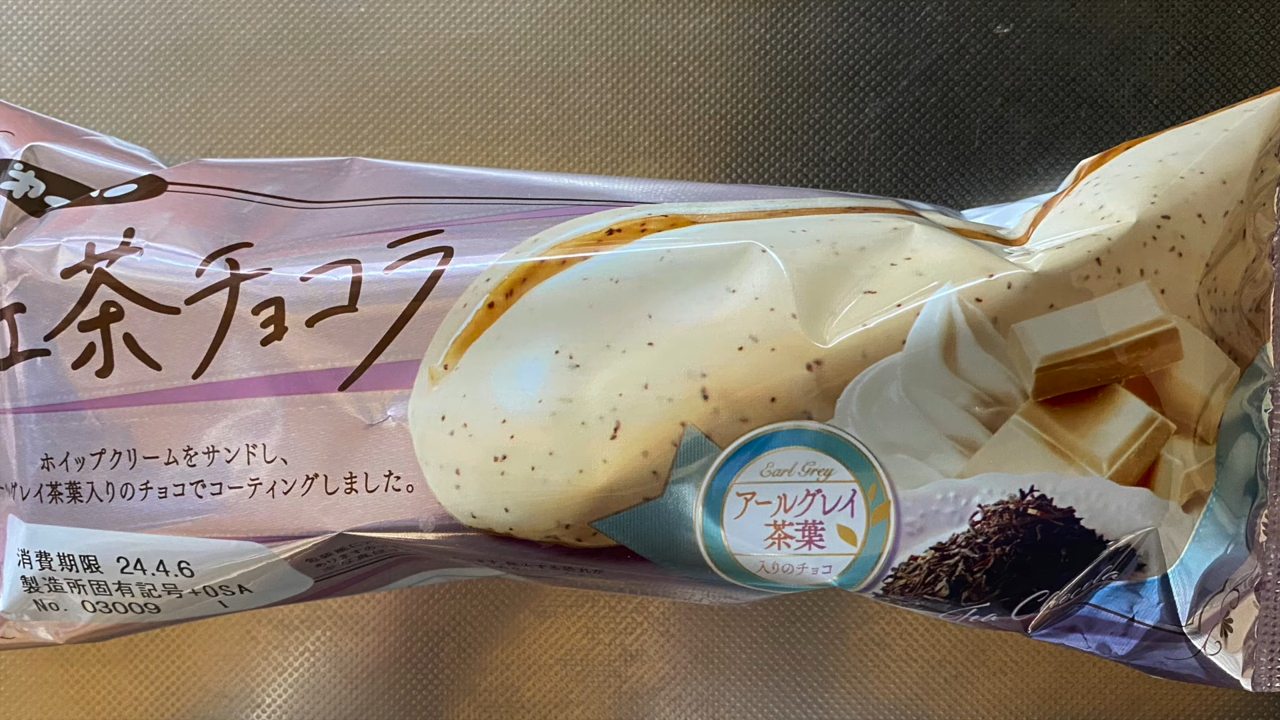 茶チョコラ
ホイップクリームをサンドし、
グレイ茶葉入りのチョコでコーティングしました。
Earl Grey
アールグレイ
茶葉
入りのチョコ
消費期限 24.4.6
製造所固有記号+OSA
No. 03009 1
Tea Chocola